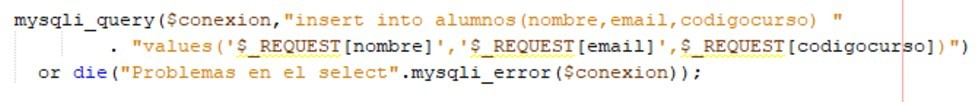 mysqli_query($conexion,"insert into alumnos(nombre,email,codigocurso) "
. "values('$_REQUEST[nombre]','$_REQUEST[email]',$_REQUEST[codigocurso])")
or die("Problemas en el select".mysqli_error($conexion));